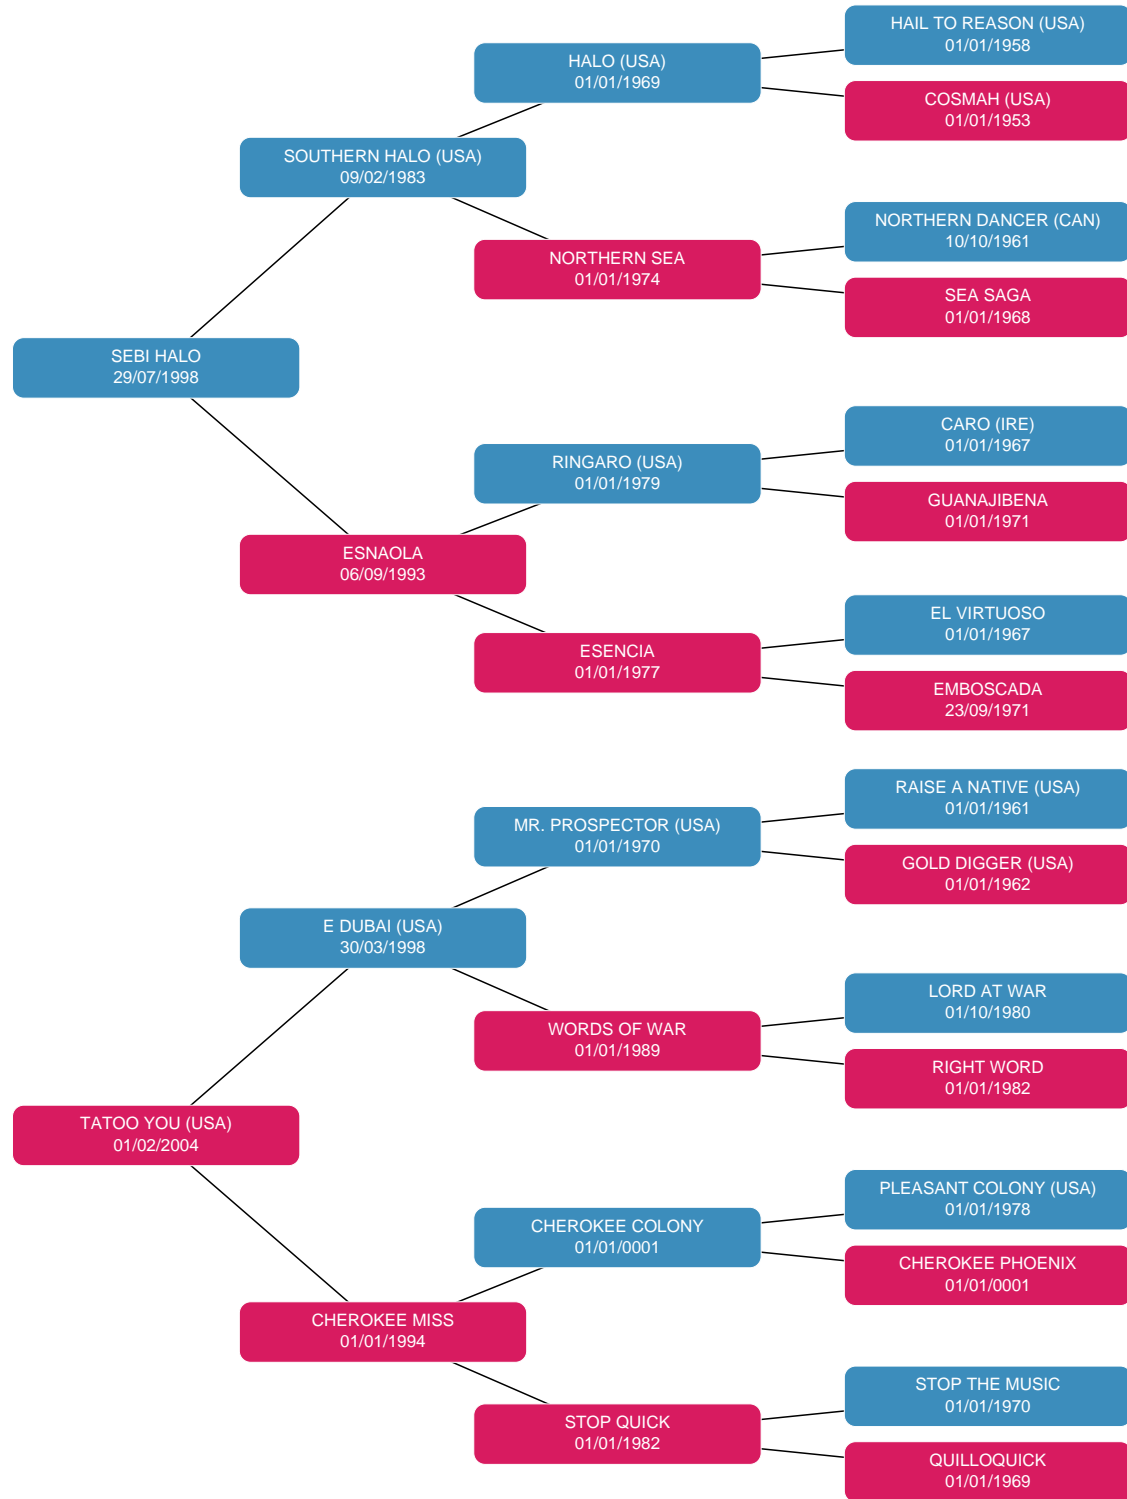 HAIL TO REASON (USA)
01/01/1958
HALO (USA)
01/01/1969
COSMAH (USA)
01/01/1953
SOUTHERN HALO (USA)
09/02/1983
NORTHERN DANCER (CAN)
10/10/1961
NORTHERN SEA
01/01/1974
SEA SAGA
01/01/1968
SEBI HALO
29/07/1998
CARO (IRE)
01/01/1967
RINGARO (USA)
01/01/1979
GUANAJIBENA
01/01/1971
ESNAOLA
06/09/1993
EL VIRTUOSO
01/01/1967
ESENCIA
01/01/1977
EMBOSCADA
23/09/1971
RAISE A NATIVE (USA)
01/01/1961
MR. PROSPECTOR (USA)
01/01/1970
GOLD DIGGER (USA)
01/01/1962
E DUBAI (USA)
30/03/1998
LORD AT WAR
01/10/1980
WORDS OF WAR
01/01/1989
RIGHT WORD
01/01/1982
TATOO YOU (USA)
01/02/2004
PLEASANT COLONY (USA)
01/01/1978
CHEROKEE COLONY
01/01/0001
CHEROKEE PHOENIX
01/01/0001
CHEROKEE MISS
01/01/1994
STOP THE MUSIC
01/01/1970
STOP QUICK
01/01/1982
QUILLOQUICK
01/01/1969